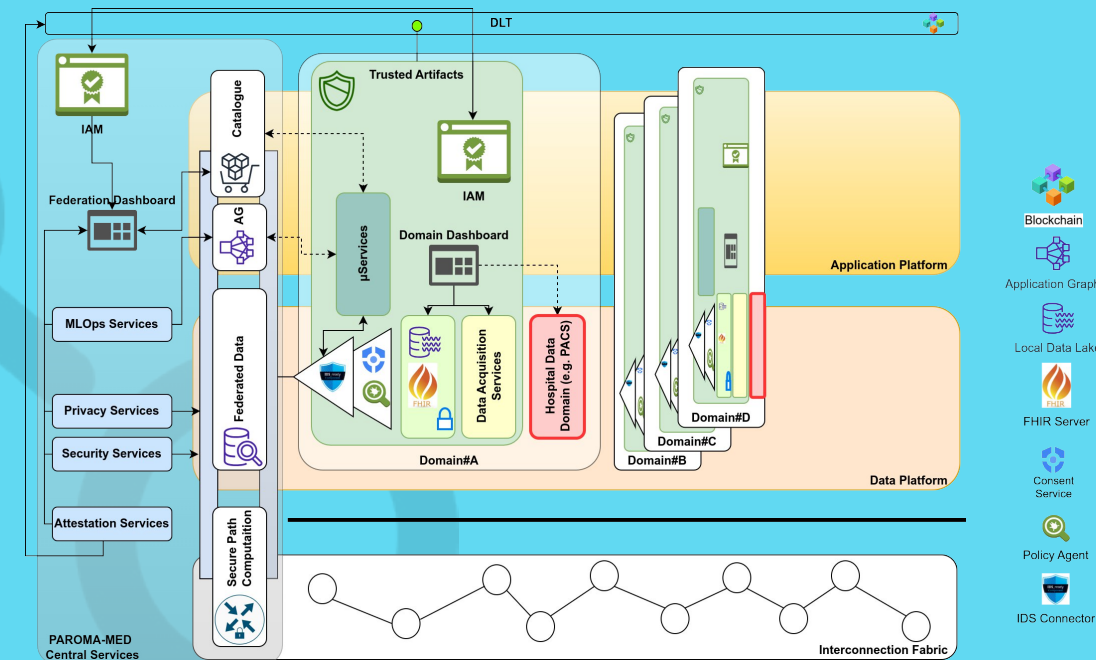 DLT
Trusted Artifacts
IAM
Catalogue
IAM
Federation Dashboard
AG
µServices
Domain Dashboard
Application Platform
MLOps Services
Federated Data
Privacy Services
Security Services
FHIR
Data Acquisition
Services
Hospital Data
Domain (e.g. PACS)
Domain#A
Domain#B
Domain#C
Domain#D
Data Platform
Attestation Services
Secure Path
Computaition
PAROMA-MED
Central Services
Interconnection Fabric
Blockchain
Application Graph
Local Data Lake
FHIR
FHIR Server
Consent
Service
Policy Agent
IDS Connector